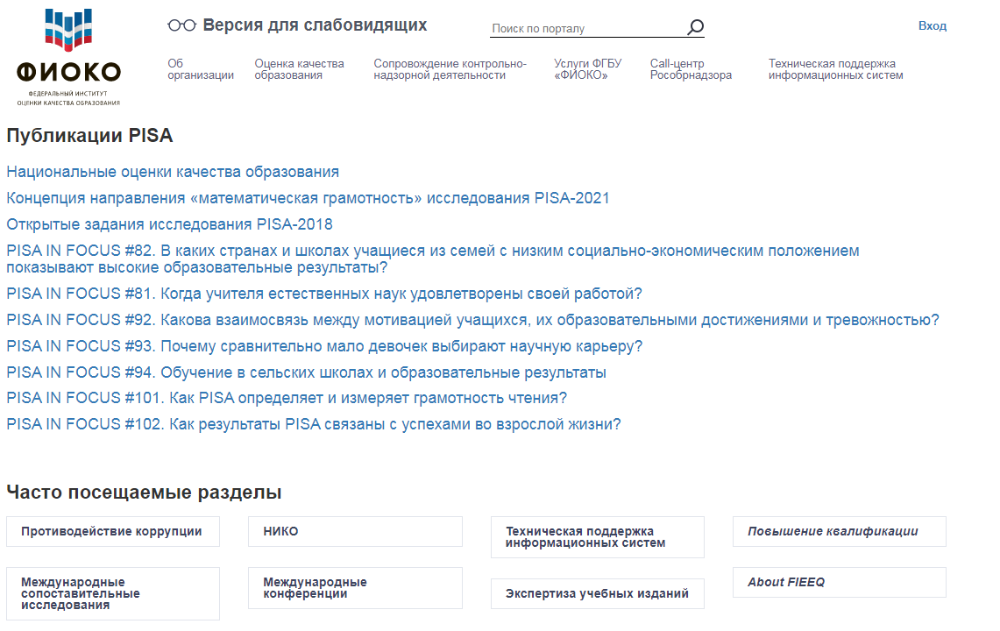 ФИОКО
ФЕДЕРАЛЬНЫЙ ИНСТИТУТ
ОЦЕНКИ КАЧЕСТВА ОБРАЗОВАНИЯ
Версия для слабовидящих
Поиск по порталу
Вход
Об
организации
Оценка качества
образования
Сопровождение контрольно-
надзорной деятельности
Услуги ФГБУ
«ФИОКО»
Call-центр
Рособрнадзора
Техническая поддержка
информационных систем
Публикации PISA
Национальные оценки качества образования
Концепция направления «математическая грамотность» исследования PISA-2021
Открытые задания исследования PISA-2018
PISA IN FOCUS #82. В каких странах и школах учащиеся из семей с низким социально-экономическим положением
показывают высокие образовательные результаты?
PISA IN FOCUS #81. Когда учителя естественных наук удовлетворены своей работой?
PISA IN FOCUS #92. Какова взаимосвязь между мотивацией учащихся, их образовательными достижениями и тревожностью?
PISA IN FOCUS #93. Почему сравнительно мало девочек выбирают научную карьеру?
PISA IN FOCUS #94. Обучение в сельских школах и образовательные результаты
PISA IN FOCUS #101. Как PISA определяет и измеряет грамотность чтения?
PISA IN FOCUS #102. Как результаты PISA связаны с успехами во взрослой жизни?
Часто посещаемые разделы
Противодействие коррупции
НИКО
Техническая поддержка
информационных систем
Повышение квалификации
Международные
сопоставительные
исследования
Международные
конференции
Экспертиза учебных изданий
About FIEEQ